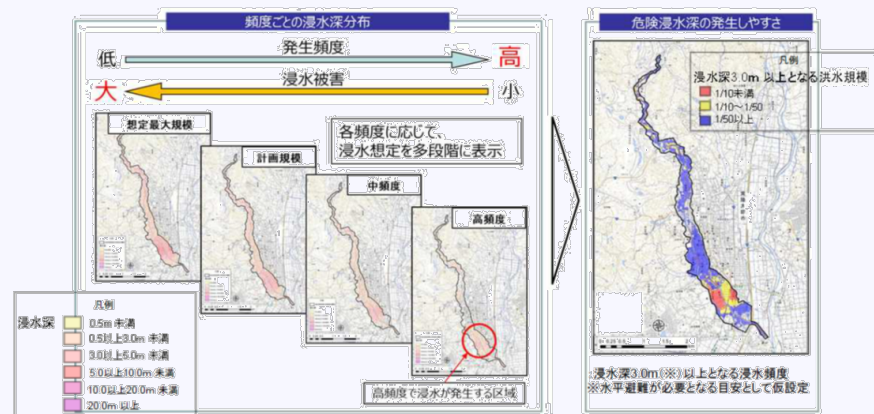 頻度ごとの浸水深分布
低
発生頻度
高
大
浸水被害
小
各頻度に応じて、
浸水想定を多段階に表示
想定最大規模
計画規模
中頻度
高頻度
浸水深
凡例
0.5m 未満
0.5以上3.0m 未満
3.0以上5.0m 未満
5.0以上10.0m 未満
10.0以上20.0m 未満
20.0m 以上
高頻度で浸水が発生する区域
危険浸水深の発生しやすさ
凡例
浸水深3.0m 以上となる洪水規模
1/10未満
1/10～1/50
1/50以上
浸水深3.0m(※)以上となる浸水頻度
※水平避難が必要となる目安として仮設定